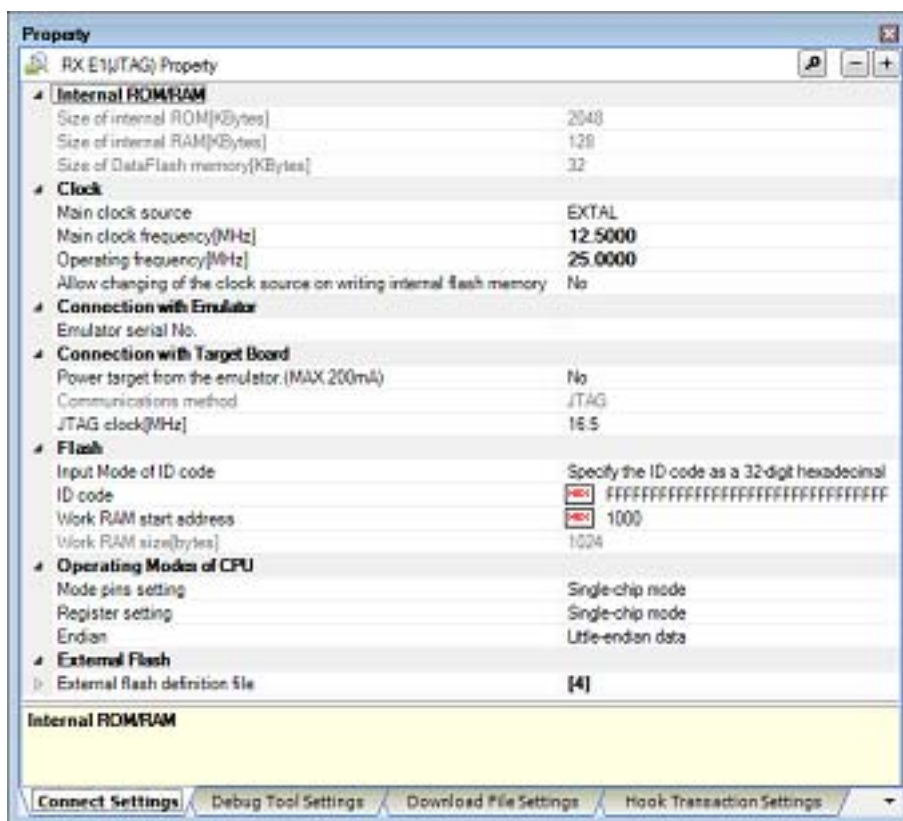 Property
RX E1(JTAG) Property
Internal ROM/RAM
Size of internal ROM[KBytes] 2048
Size of internal RAM[KBytes] 128
Size of DataFlash memory[KBytes] 32
Clock
Main clock source EXTAL
Main clock frequency[MHz] 12.5000
Operating frequency[MHz] 25.0000
Allow changing of the clock source on writing internal flash memory No
Connection with Emulator
Emulator serial No.
Connection with Target Board
Power target from the emulator.(MAX 200mA) No
Communications method JTAG
JTAG clock[MHz] 16.5
Flash
Input Mode of ID code Specify the ID code as a 32-digit hexadecimal
ID code HEX FFFFFFFFFFFFFFFFFFFFFFFFFFFFFFFF
Work RAM start address HEX 1000
Work RAM size[bytes] 1024
Operating Modes of CPU
Mode pins setting Single-chip mode
Register setting Single-chip mode
Endian Little-endian data
External Flash
External flash definition file [4]
Internal ROM/RAM
Connect Settings Debug Tool Settings Download File Settings Hook Transaction Settings